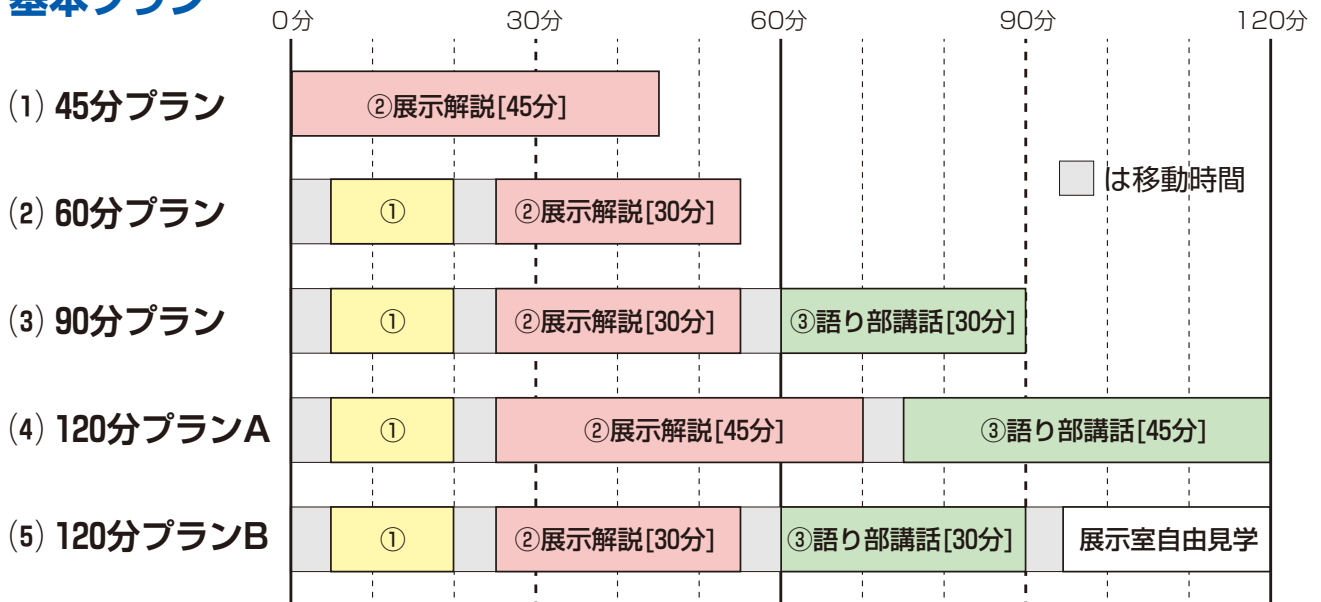 基本プラン
0分 30分 60分 90分 120分
(1) 45分プラン ②展示解説[45分]
は移動時間
(2) 60分プラン ① ②展示解説[30分]
(3) 90分プラン ① ②展示解説[30分] ③語り部講話[30分]
(4) 120分プランA ① ②展示解説[45分] ③語り部講話[45分]
(5) 120分プランB ① ②展示解説[30分] ③語り部講話[30分] 展示室自由見学